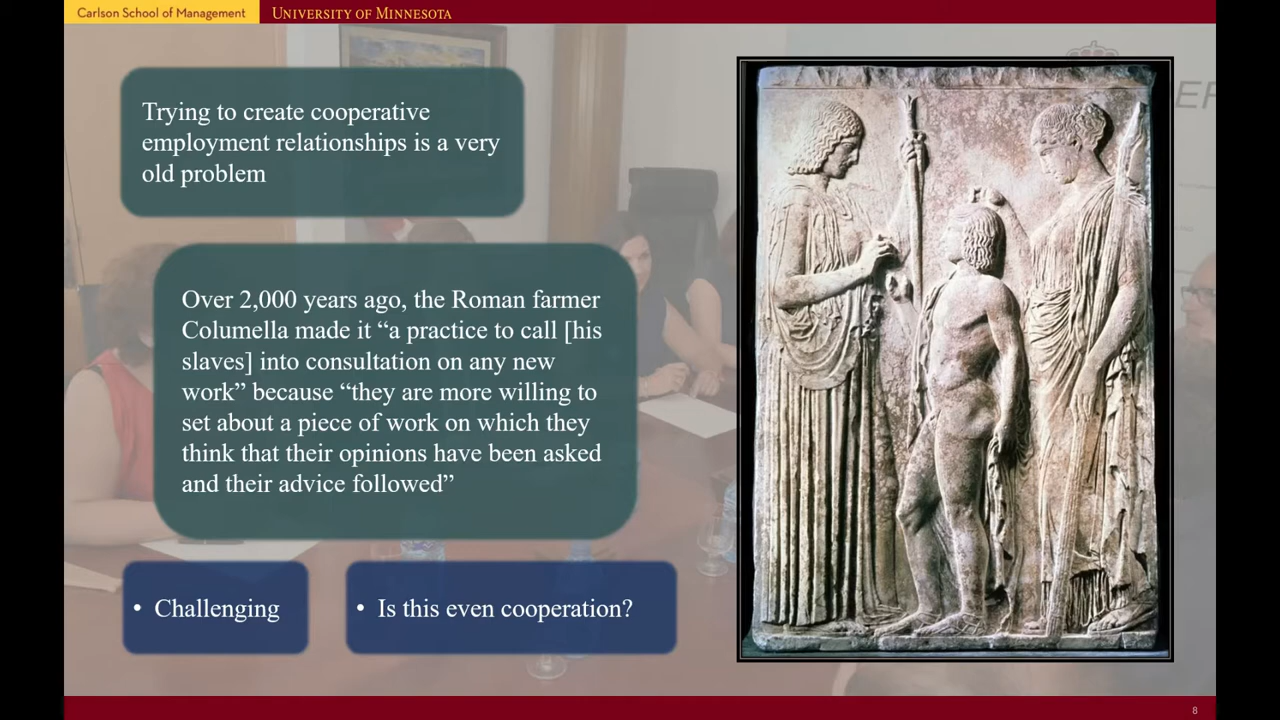 Carlson School of Management
UNIVERSITY OF MINNESOTA
Trying to create cooperative
employment relationships is a very
old problem
Over 2,000 years ago, the Roman farmer
Columella made it “a practice to call [his
slaves] into consultation on any new
work” because “they are more willing to
set about a piece of work on which they
think that their opinions have been asked
and their advice followed”
• Challenging
• Is this even cooperation?
8